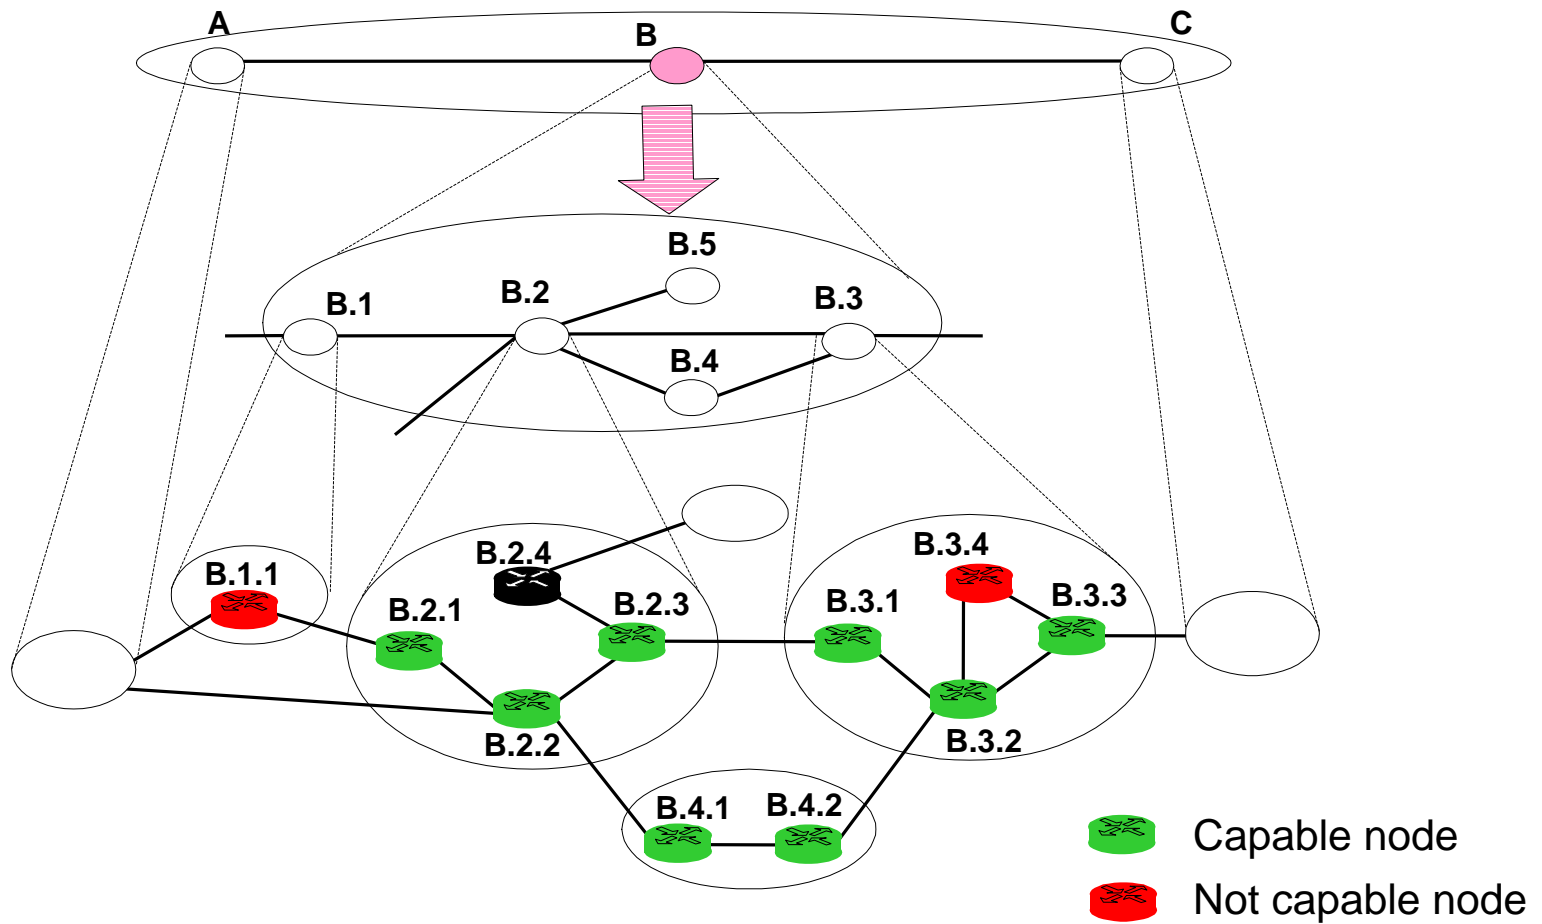 A
B
C
B.5
B.1
B.2
B.3
B.4
B.2.4
B.3.4
B.1.1
B.2.1
B.2.3
B.3.1
B.3.3
B.2.2
B.3.2
B.4.1
B.4.2
Capable node
Not capable node